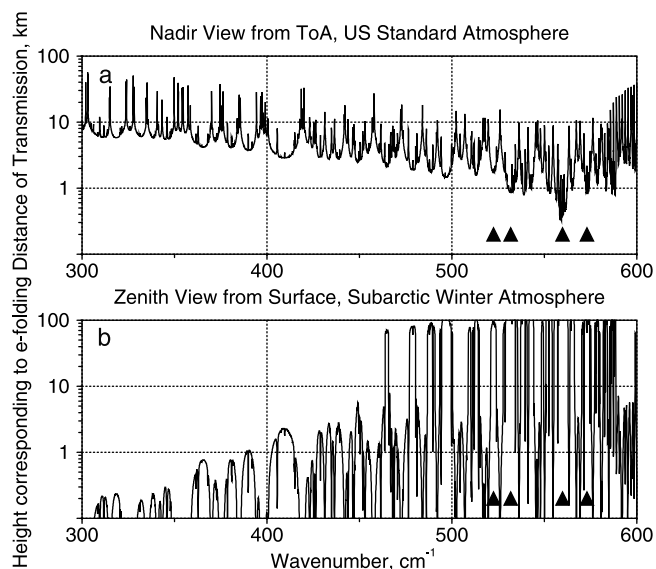 Nadir View from ToA, US Standard Atmosphere
Height corresponding to e-folding Distance of Transmission, km
100
a
10
1
300
400
500
600
Zenith View from Surface, Subarctic Winter Atmosphere
100
b
10
1
300
400
500
600
Wavenumber, cm⁻¹